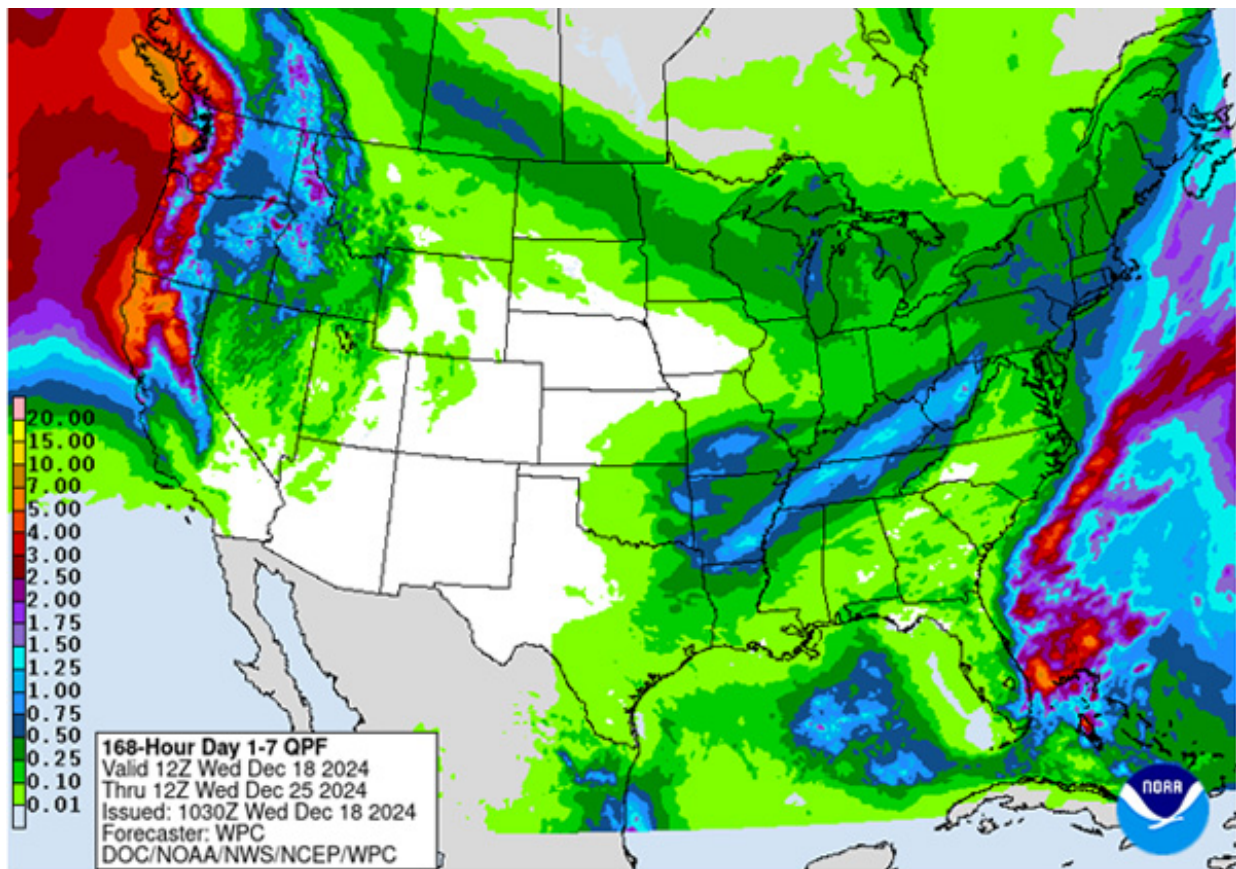 20.00
15.00
10.00
7.00
5.00
4.00
3.00
2.50
2.00
1.75
1.50
1.25
1.00
0.75
0.50
0.25
0.10
0.01
168-Hour Day 1-7 QPF
Valid 12Z Wed Dec 18 2024
Thru 12Z Wed Dec 25 2024
Issued: 1030Z Wed Dec 18 2024
Forecaster: WPC
DOC/NOAA/NWS/NCEP/WPC
NOAA